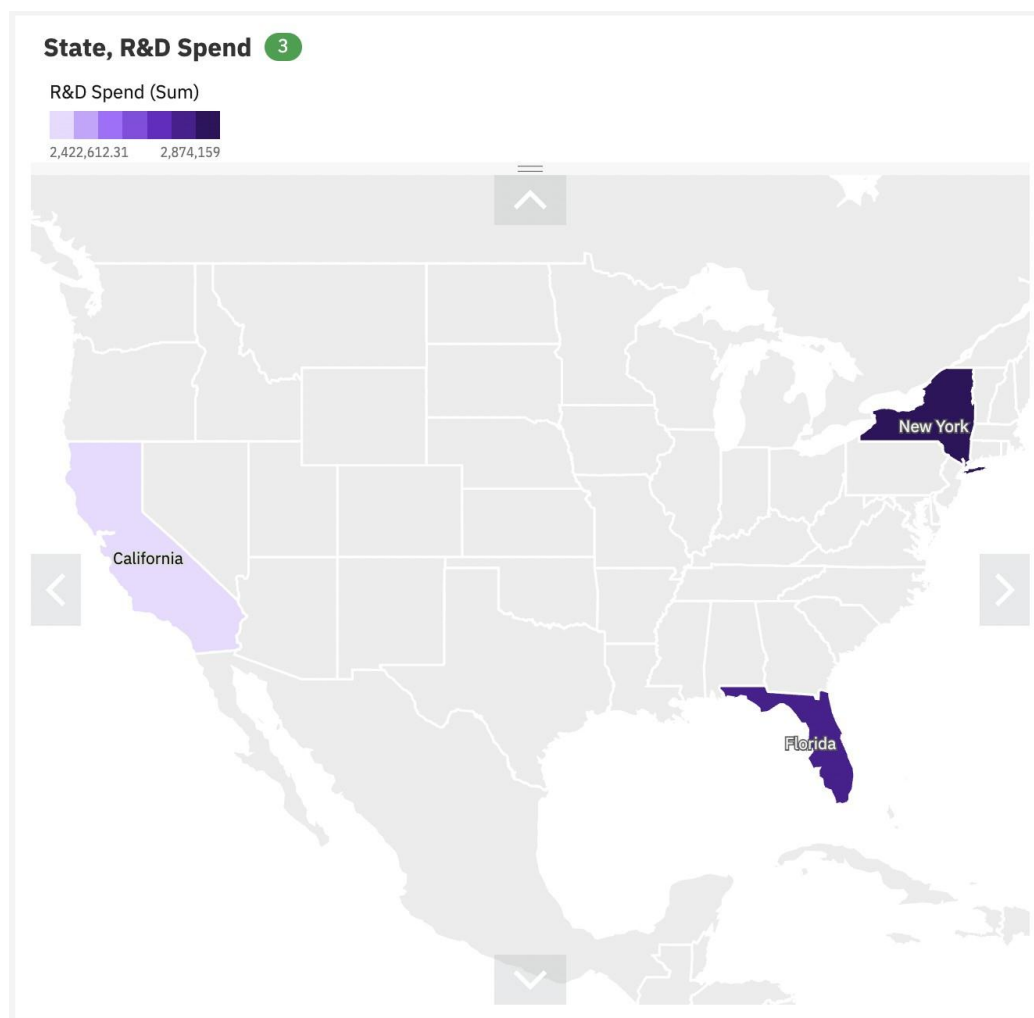 State, R&D Spend 3
R&D Spend (Sum)
2,422,612.31 2,874,159
New York
California
Florida